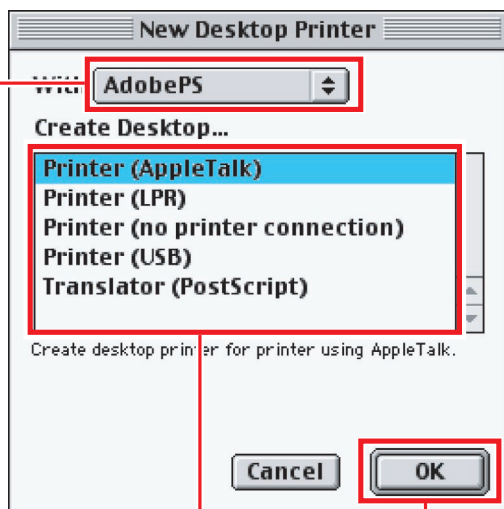 New Desktop Printer
With: AdobePS
Create Desktop...
Printer (AppleTalk)
Printer (LPR)
Printer (no printer connection)
Printer (USB)
Translator (PostScript)
Create desktop printer for printer using AppleTalk.
Cancel OK